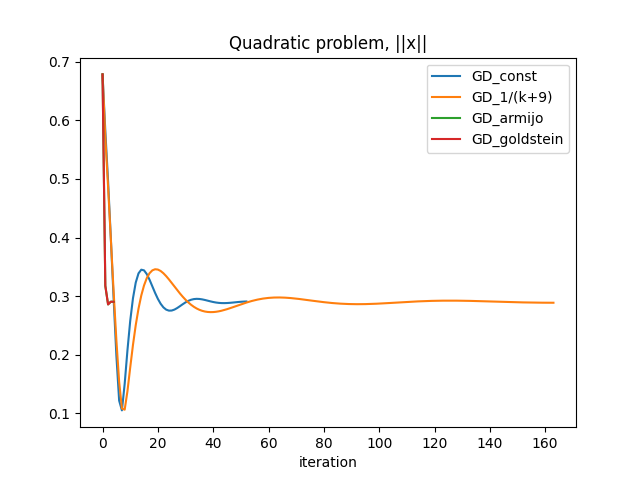 Quadratic problem, ||x||
0.7
0.6
0.5
0.4
0.3
0.2
0.1
GD_const
GD_1/(k+9)
GD_armijo
GD_goldstein
0 20 40 60 80 100 120 140 160
iteration